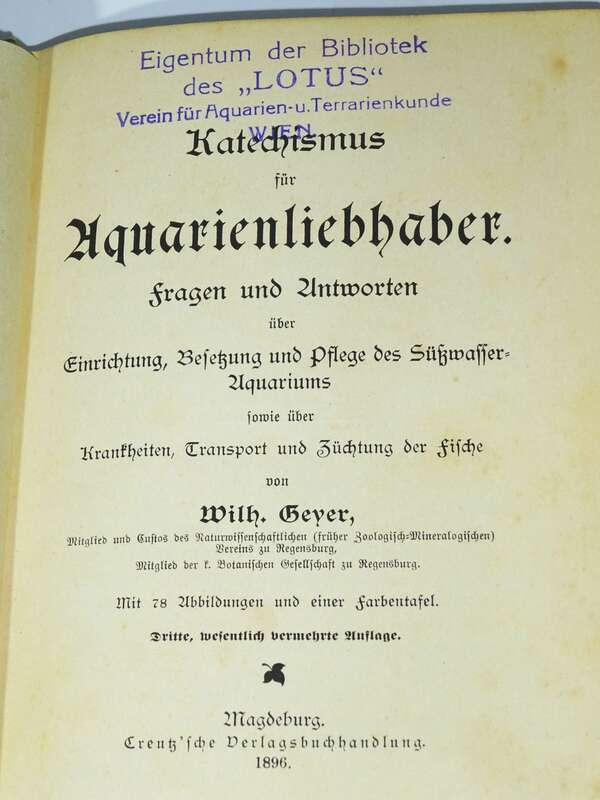 Eigentum der Bibliotek
des „LOTUS“
Verein für Aquarien-u.Terrarienkunde
WIEN
Katechismus
für
Aquarienliebhaber.
Fragen und Antworten
über
Einrichtung, Besetzung und Pflege des Süßwasser-
Aquariums
sowie über
Krankheiten, Transport und Züchtung der Fische
von
Wilh. Geyer,
Mitglied und Custos des Naturwissenschaftlichen (früher Zoologisch-Mineralogischen)
Vereins zu Regensburg,
Mitglied der k. Botanischen Gesellschaft zu Regensburg.
Mit 78 Abbildungen und einer Farbentafel.
Dritte, wesentlich vermehrte Auflage.
Magdeburg.
Creutz'sche Verlagsbuchhandlung.
1896.